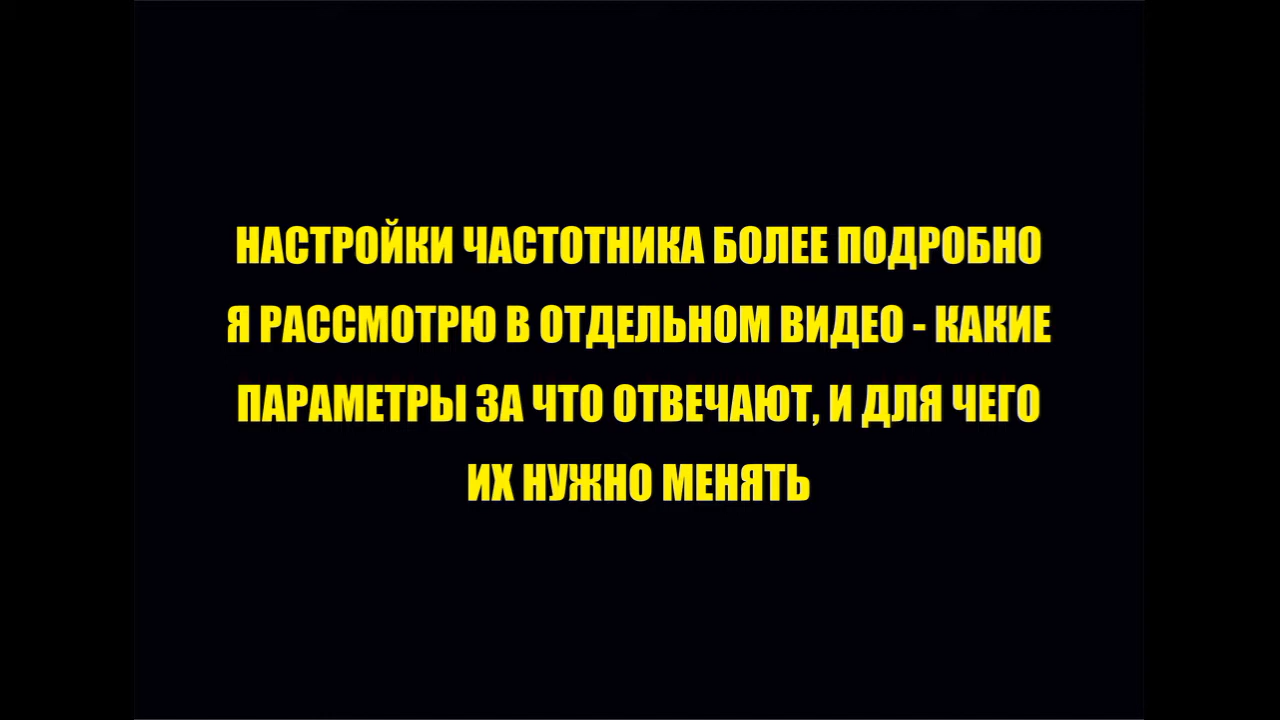 НАСТРОЙКИ ЧАСТОТНИКА БОЛЕЕ ПОДРОБНО
Я РАССМОТРЮ В ОТДЕЛЬНОМ ВИДЕО - КАКИЕ
ПАРАМЕТРЫ ЗА ЧТО ОТВЕЧАЮТ, И ДЛЯ ЧЕГО
ИХ НУЖНО МЕНЯТЬ